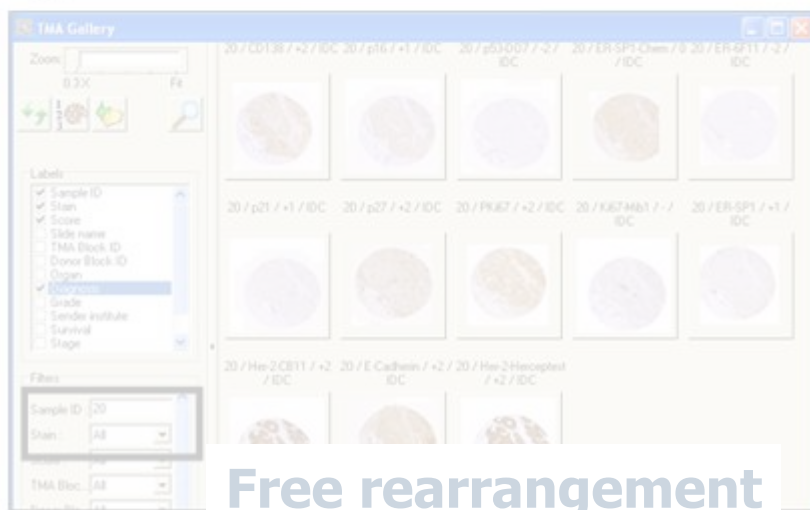 TMA Gallery
Zoom:
0.3X Fit
Labels
Sample ID
Stain
Score
Slide name
TMA Block ID
Donor Block ID
Organ
Diagnosis
Grade
Sender institute
Survival
Stage
Filters
Sample ID : 20
Stain : All
All
TMA Bloc.. All
20 / CD138 / +2 / IDC
20 / p16 / +1 / IDC
20 / p53-DO7 / -2 /
IDC
20 / ER-SP1-Chem / 0
/ IDC
20 / ER-6F11 / -2 /
IDC
20 / p21 / +1 / IDC
20 / p27 / +2 / IDC
20 / PKi67 / +2 / IDC
20 / Ki67-Mib1 / - /
IDC
20 / ER-SP1 / +1 /
IDC
20 / Her-2-CB11 / +2
/ IDC
20 / E-Cadherin / +2 /
IDC
20 / Her-2-Herceptest
/ +2 / IDC
Free rearrangement